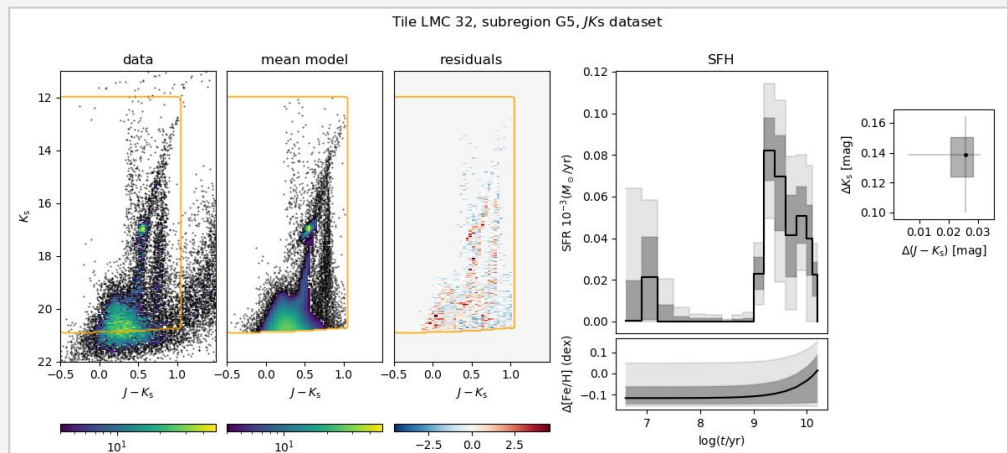 Tile LMC 32, subregion G5, JKs dataset
data
mean model
residuals
SFH
12
14
16
18
20
22
Ks
−0.5 0.0 0.5 1.0
J − Ks
−0.5 0.0 0.5 1.0
J − Ks
−0.5 0.0 0.5 1.0
J − Ks
10¹
10¹
−2.5 0.0 2.5
0.12
0.10
0.08
0.06
0.04
0.02
0.00
SFR 10⁻³(M⊙/yr)
0.1
0.0
−0.1
Δ[Fe/H] (dex)
7 8 9 10
log(t/yr)
0.16
0.14
0.12
0.10
ΔKs [mag]
0.01 0.02 0.03
Δ(J − Ks) [mag]